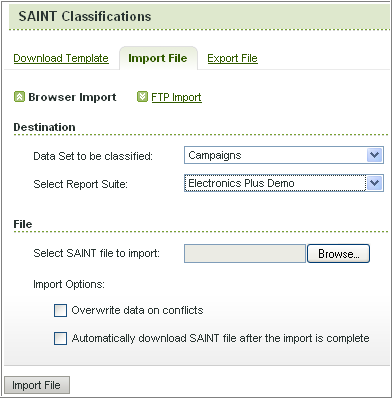 SAINT Classifications
Download Template Import File Export File
Browser Import FTP Import
Destination
Data Set to be classified: Campaigns
Select Report Suite: Electronics Plus Demo
File
Select SAINT file to import: Browse...
Import Options:
Overwrite data on conflicts
Automatically download SAINT file after the import is complete
Import File